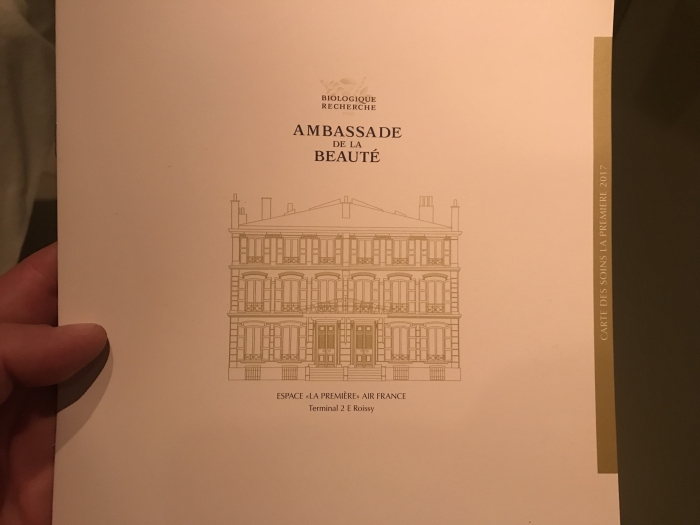 BIOLOGIQUE
RECHERCHE
AMBASSADE
DE LA
BEAUTÉ
ESPACE «LA PREMIÈRE» AIR FRANCE
Terminal 2 E Roissy
CARTE DES SOINS LA PREMIÈRE 2017